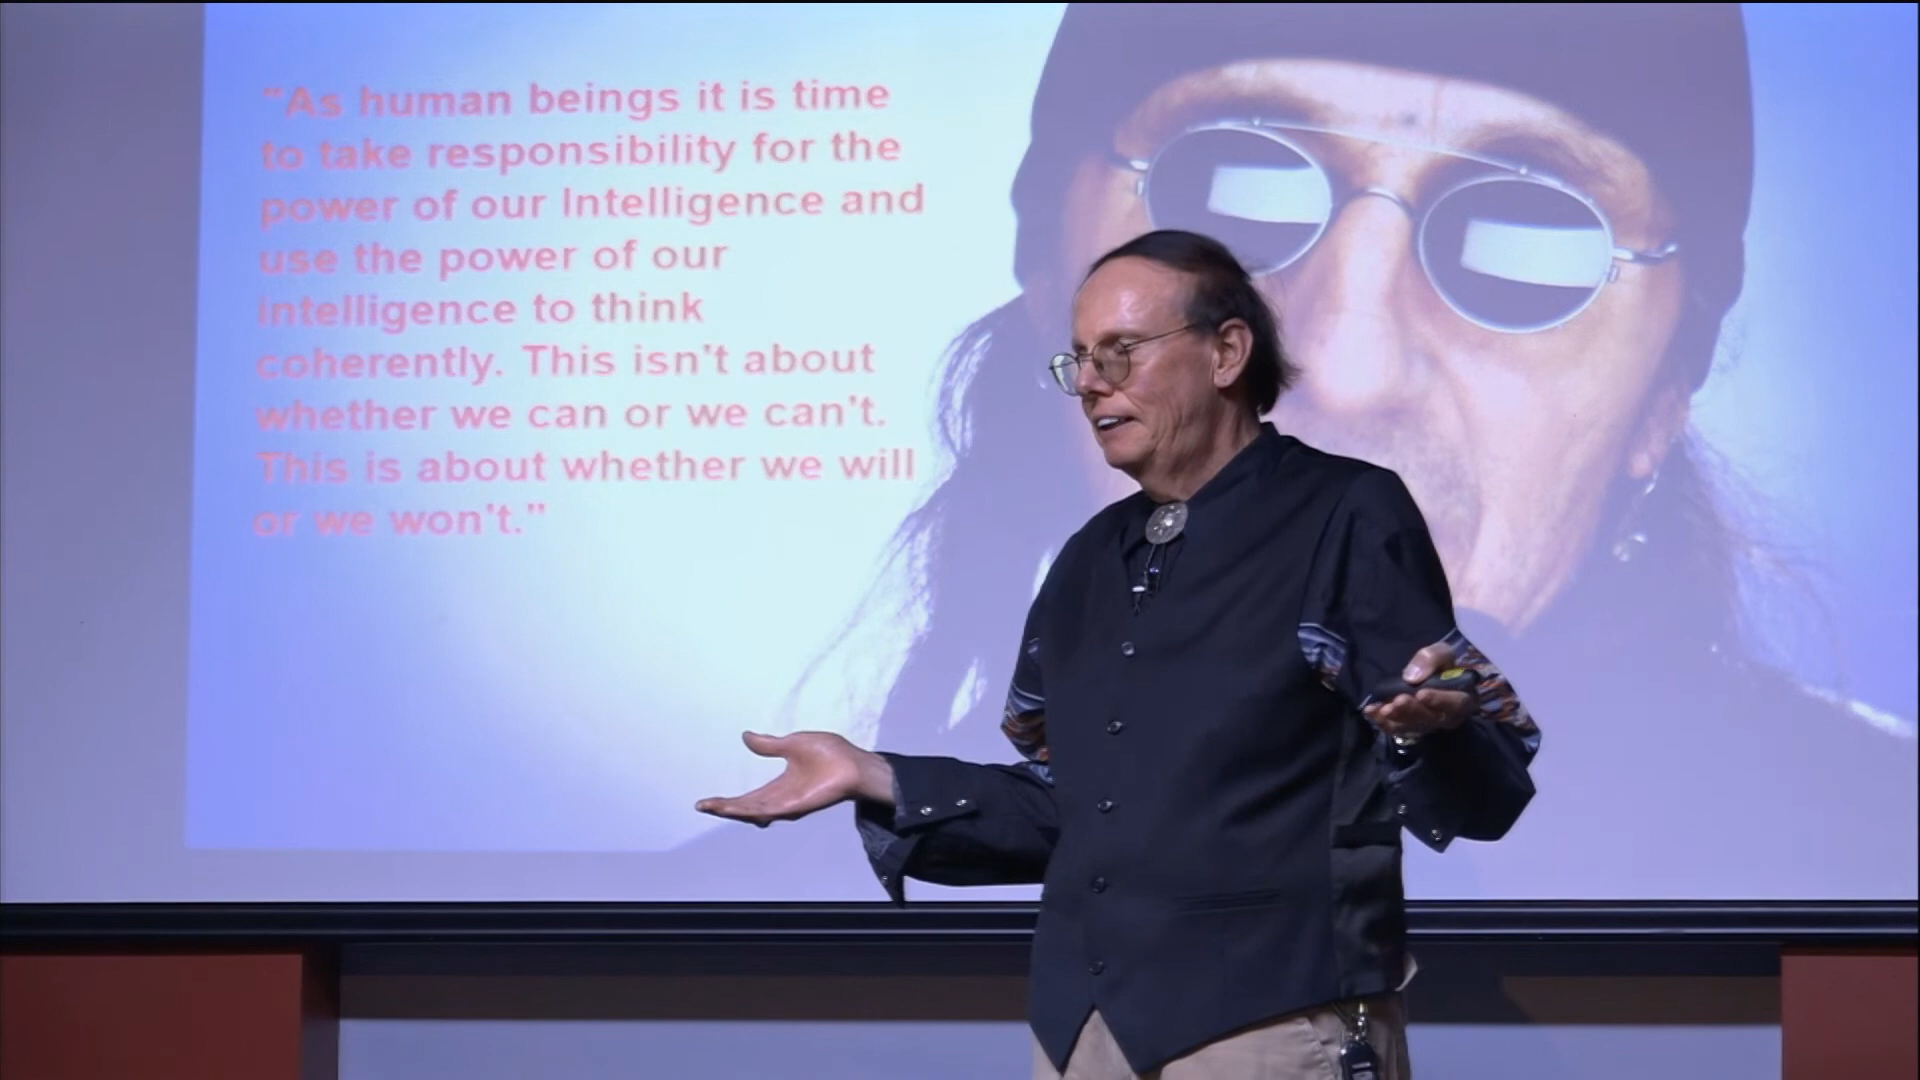 "As human beings it is time
to take responsibility for the
power of our Intelligence and
use the power of our
intelligence to think
coherently. This isn't about
whether we can or we can't.
This is about whether we will
or we won't."